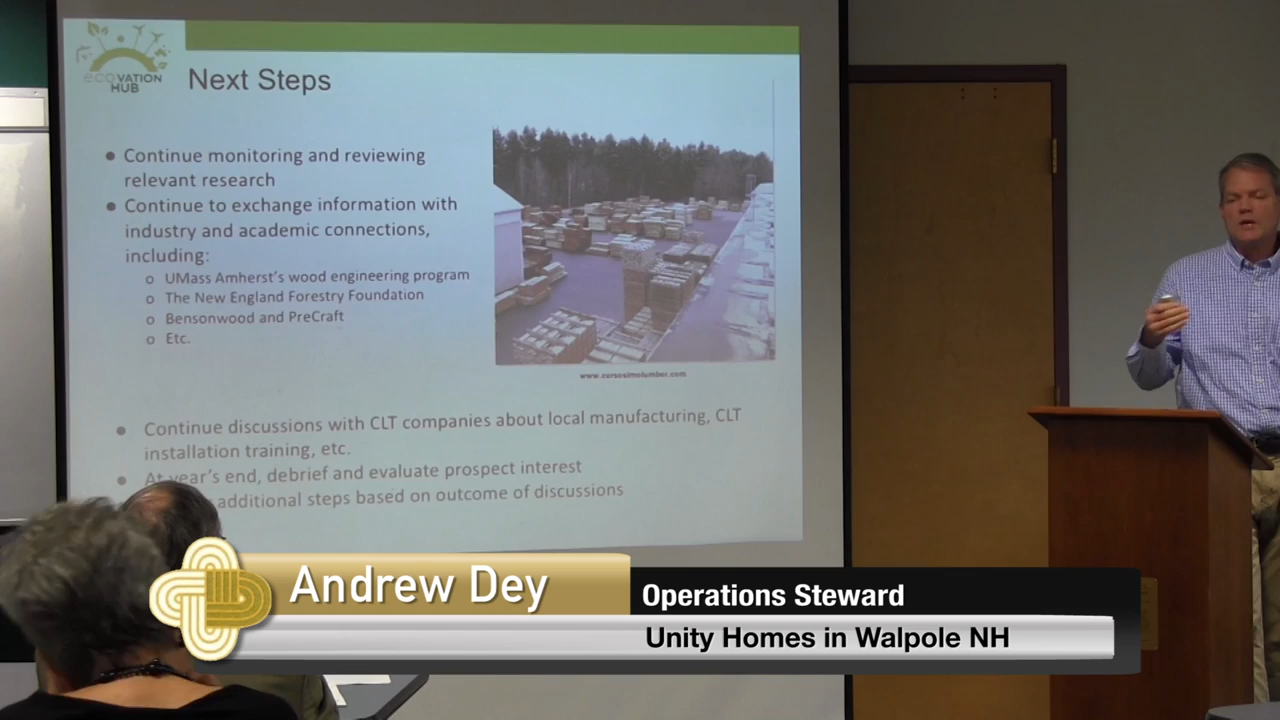 ecovation
HUB
Next Steps
Continue monitoring and reviewing
relevant research
Continue to exchange information with
industry and academic connections,
including:
UMass Amherst's wood engineering program
The New England Forestry Foundation
Bensonwood and PreCraft
Etc.
www.cersosimolumber.com
Continue discussions with CLT companies about local manufacturing, CLT
installation training, etc.
At year's end, debrief and evaluate prospect interest
additional steps based on outcome of discussions
Andrew Dey
Operations Steward
Unity Homes in Walpole NH